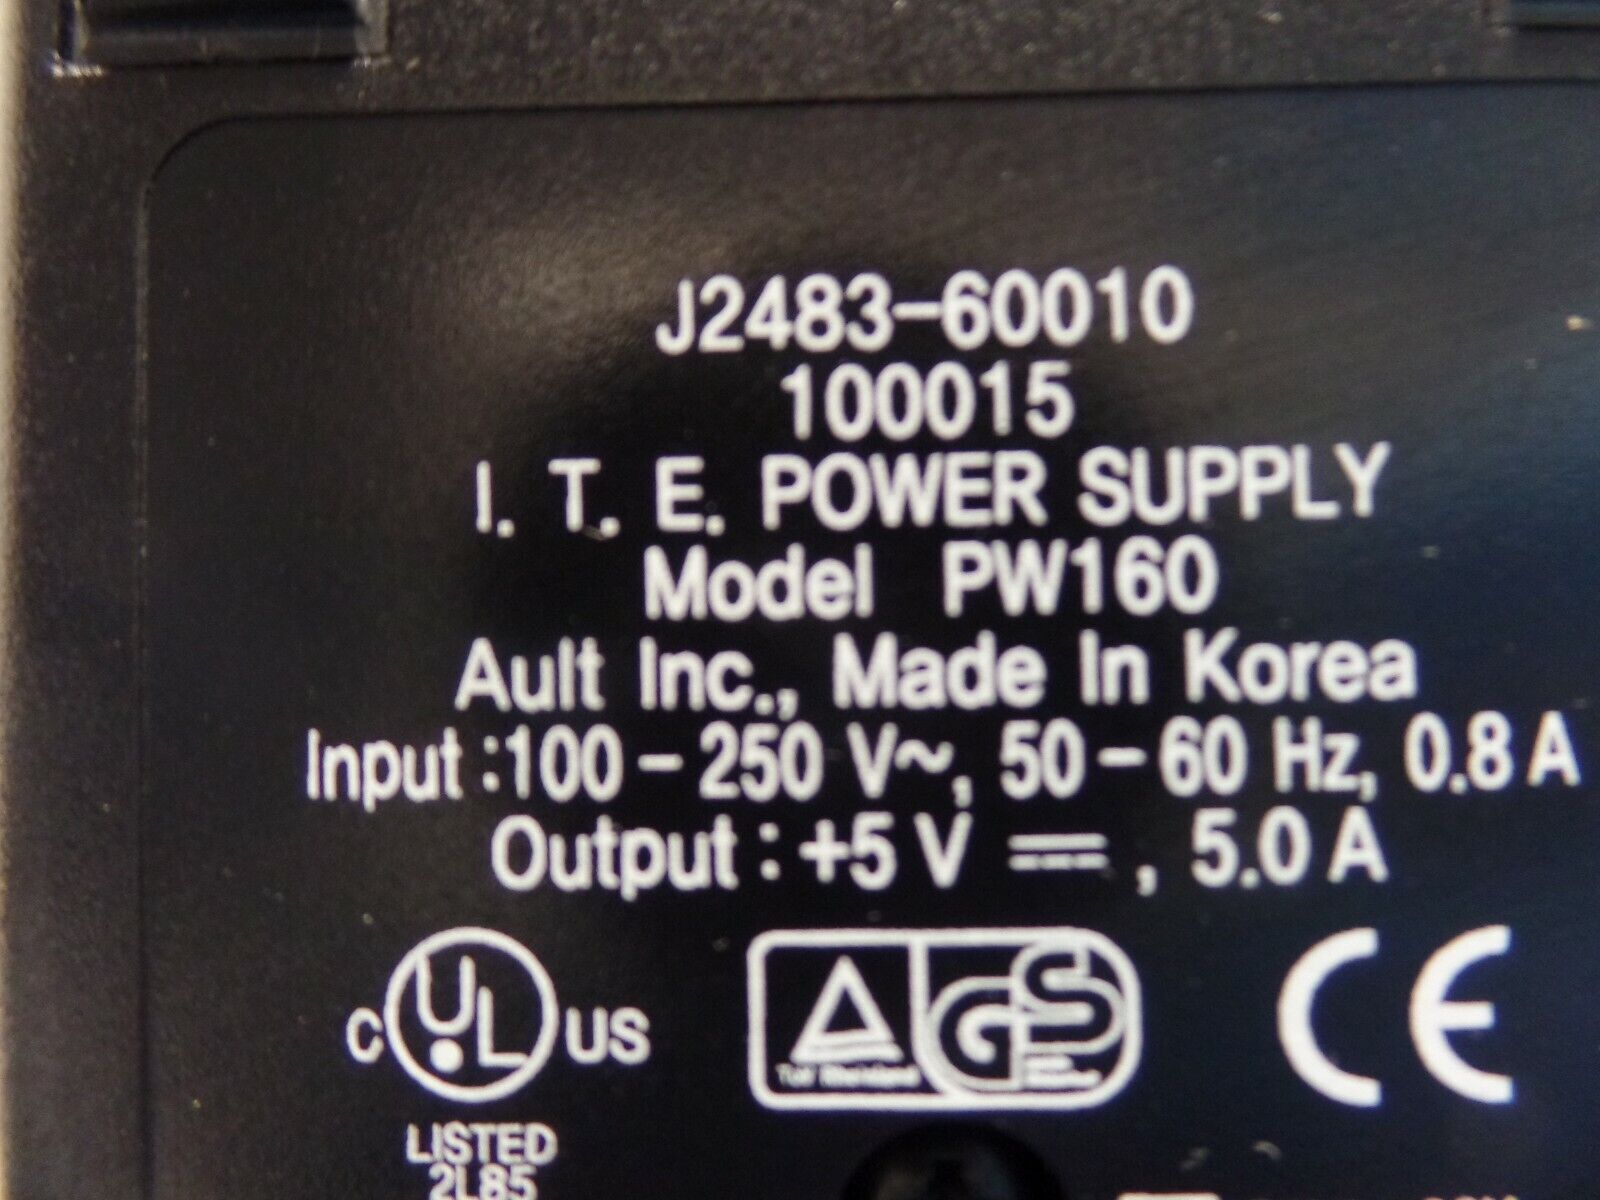 J2483-60010
100015
I. T. E. POWER SUPPLY
Model PW160
Ault Inc., Made In Korea
Input :100-250 V~, 50-60 Hz, 0.8 A
Output : +5 V ⎓, 5.0 A
C UL US
GS
CE
LISTED
2L85